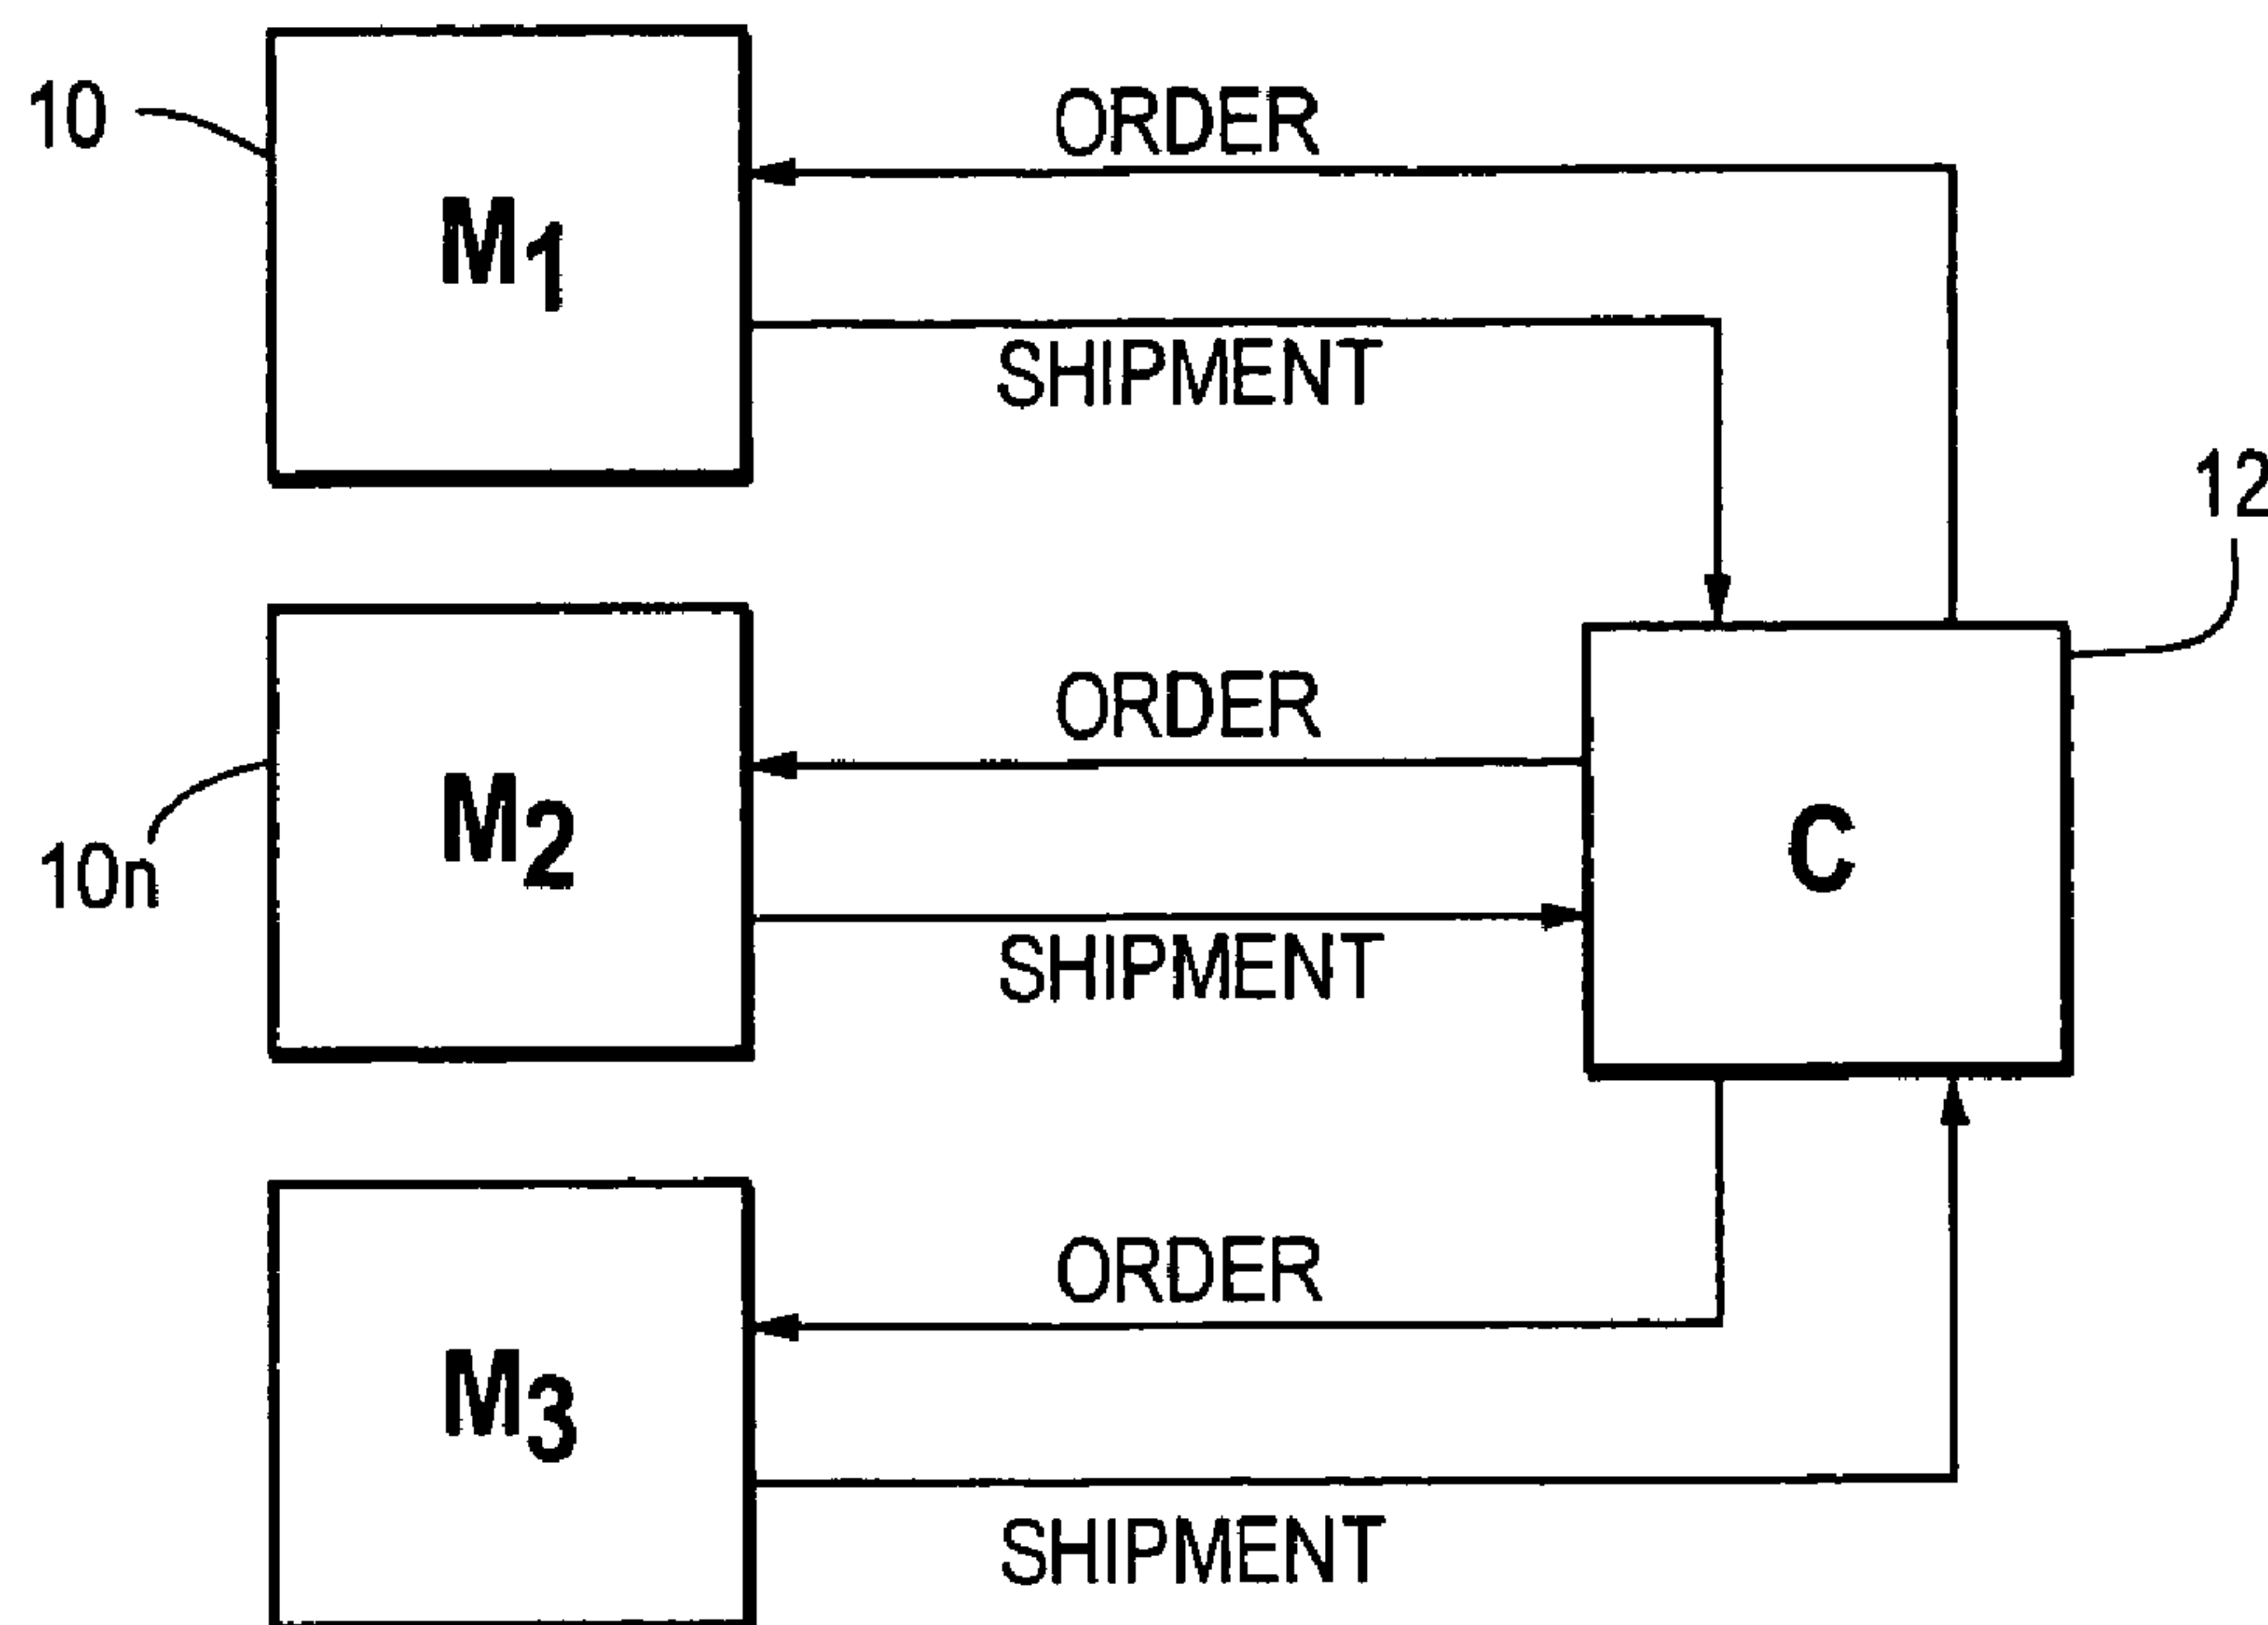 10
ORDER
M1
SHIPMENT
12
ORDER
M2
C
10n
SHIPMENT
ORDER
M3
SHIPMENT